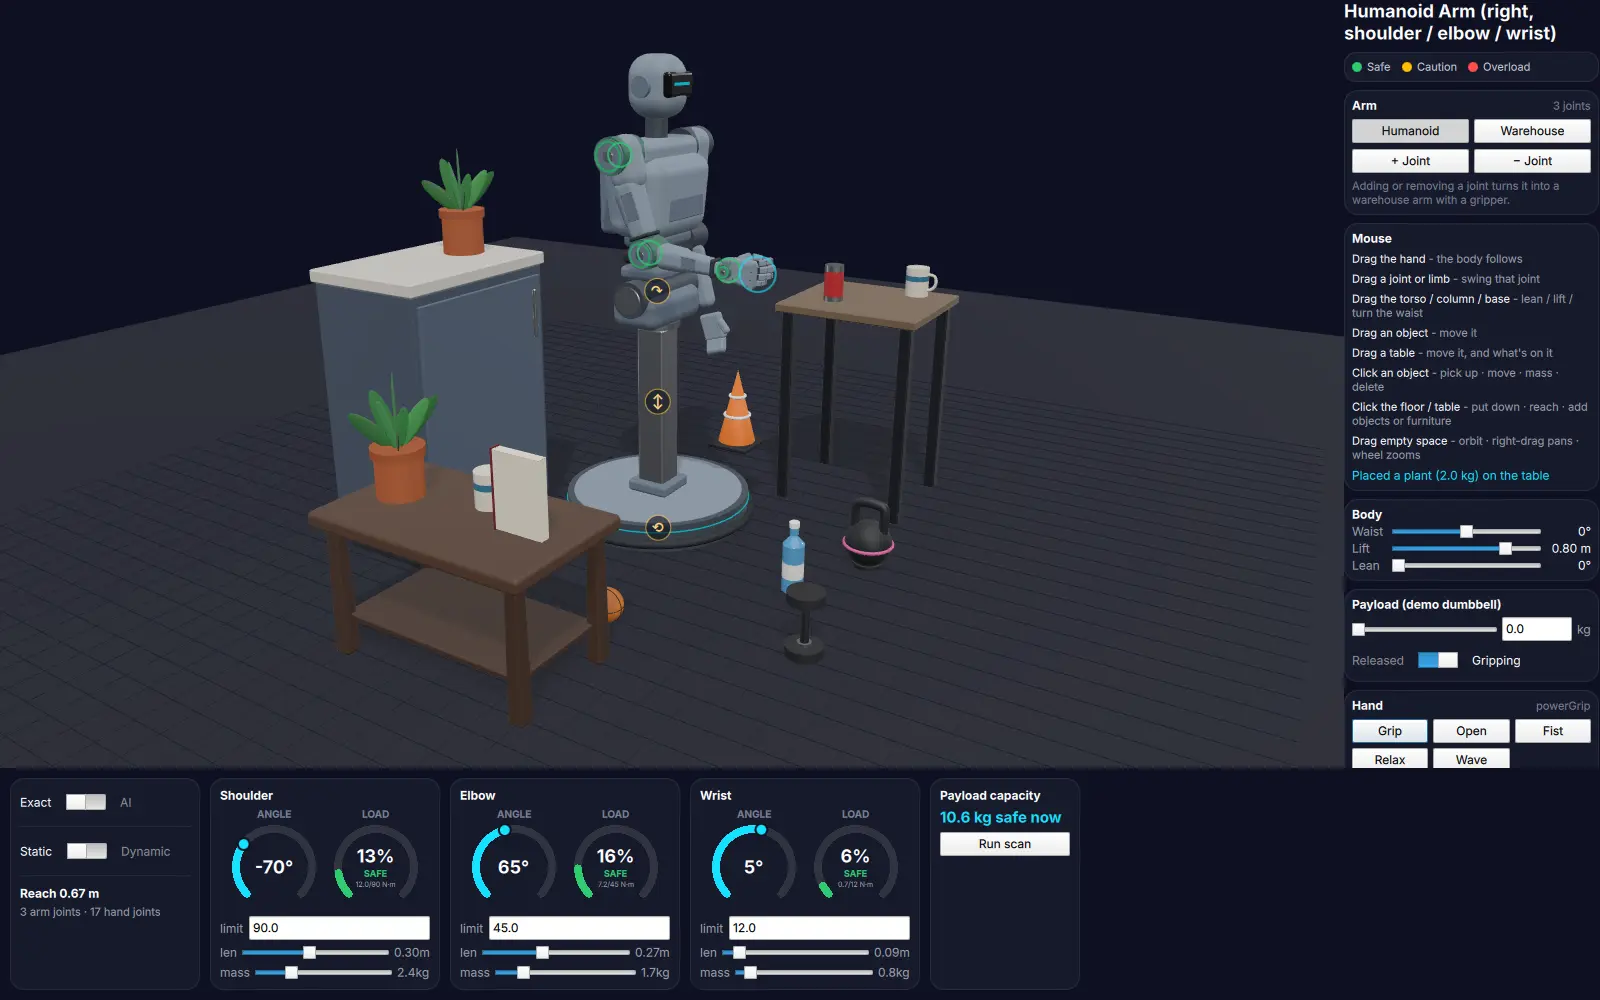 Humanoid Arm (right,
shoulder / elbow / wrist)
Safe Caution Overload
Arm 3 joints
Humanoid Warehouse
+ Joint − Joint
Adding or removing a joint turns it into a
warehouse arm with a gripper.
Mouse
Drag the hand - the body follows
Drag a joint or limb - swing that joint
Drag the torso / column / base - lean / lift /
turn the waist
Drag an object - move it
Drag a table - move it, and what's on it
Click an object - pick up · move · mass ·
delete
Click the floor / table - put down · reach · add
objects or furniture
Drag empty space - orbit · right-drag pans ·
wheel zooms
Placed a plant (2.0 kg) on the table
Body
Waist 0°
Lift 0.80 m
Lean 0°
Payload (demo dumbbell)
0.0 kg
Released Gripping
Hand powerGrip
Grip Open Fist
Relax Wave
Exact AI
Static Dynamic
Reach 0.67 m
3 arm joints · 17 hand joints
Shoulder
ANGLE LOAD
-70° 13%
SAFE
12.0/90 N·m
limit 90.0
len 0.30m
mass 2.4kg
Elbow
ANGLE LOAD
65° 16%
SAFE
7.2/45 N·m
limit 45.0
len 0.27m
mass 1.7kg
Wrist
ANGLE LOAD
5° 6%
SAFE
0.7/12 N·m
limit 12.0
len 0.09m
mass 0.8kg
Payload capacity
10.6 kg safe now
Run scan